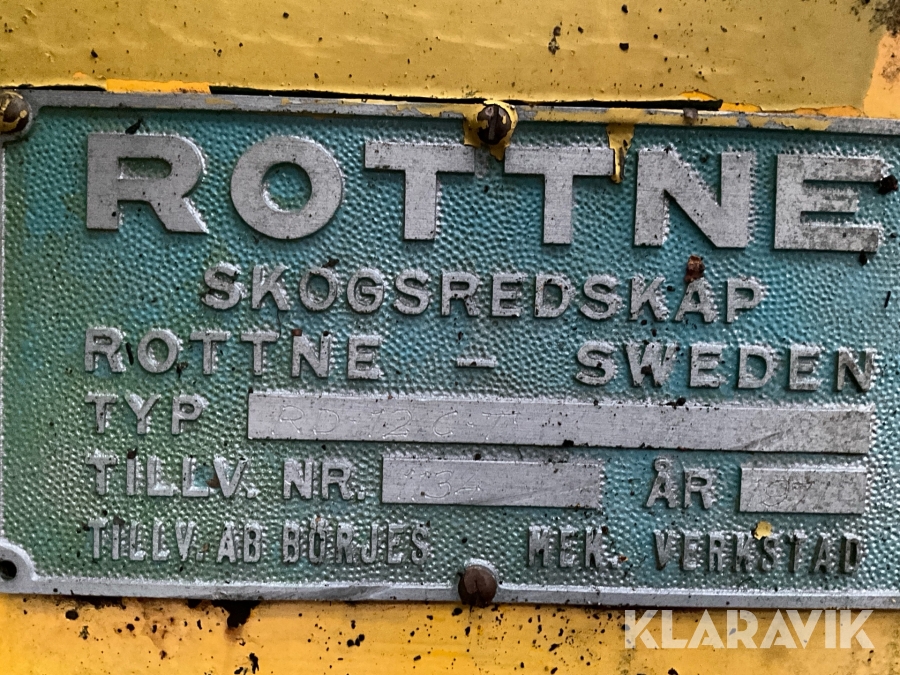 ROTTNE
SKOGSREDSKAP
ROTTNE – SWEDEN
TYP
TILLV. NR. ÅR
TILLV. AB BÖRJES MEK. VERKSTAD
KLARAVIK